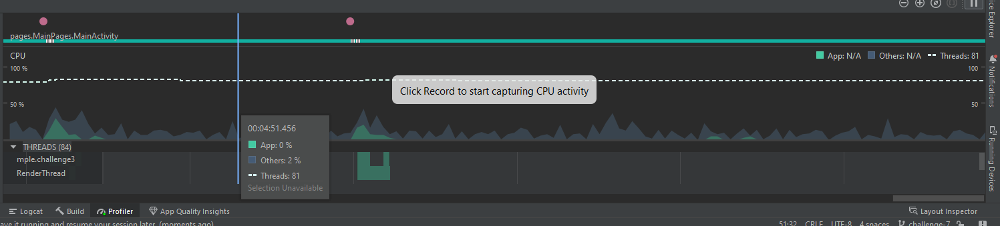 pages.MainPages.MainActivity
CPU
App: N/A Others: N/A Threads: 81
100 % 100
Click Record to start capturing CPU activity
50 % 50
00:04:51.456
App: 0 %
Others: 2 %
Threads: 81
Selection Unavailable
THREADS (84)
mple.challenge3
RenderThread
ice Explorer
Notifications
Running Devices
Logcat Build Profiler App Quality Insights Layout Inspector
ave it running and resume your session later. (moments ago) 51:32 CRLF UTF-8 4 spaces challenge-7